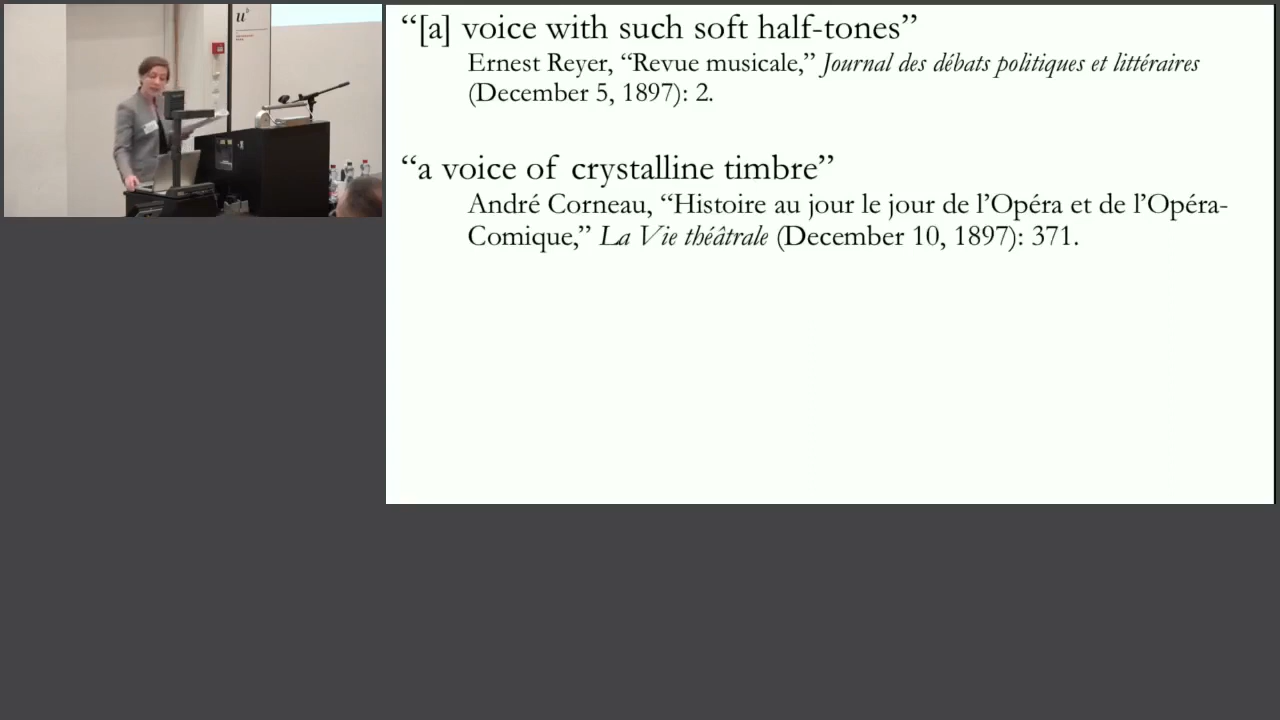 u
“[a] voice with such soft half-tones”
Ernest Reyer, “Revue musicale,” Journal des débats politiques et littéraires
(December 5, 1897): 2.
“a voice of crystalline timbre”
André Corneau, “Histoire au jour le jour de l’Opéra et de l’Opéra-
Comique,” La Vie théâtrale (December 10, 1897): 371.